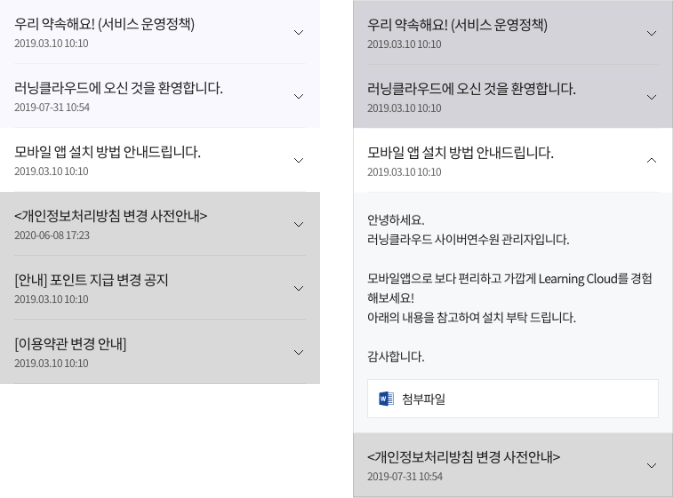 우리 약속해요! (서비스 운영정책)
2019.03.10 10:10
러닝클라우드에 오신 것을 환영합니다.
2019-07-31 10:54
모바일 앱 설치 방법 안내드립니다.
2019.03.10 10:10
<개인정보처리방침 변경 사전안내>
2020-06-08 17:23
[안내] 포인트 지급 변경 공지
2019.03.10 10:10
[이용약관 변경 안내]
2019.03.10 10:10
우리 약속해요! (서비스 운영정책)
2019.03.10 10:10
러닝클라우드에 오신 것을 환영합니다.
2019.03.10 10:10
모바일 앱 설치 방법 안내드립니다.
2019.03.10 10:10
안녕하세요.
러닝클라우드 사이버연수원 관리자입니다.
모바일앱으로 보다 편리하고 가깝게 Learning Cloud를 경험
해보세요!
아래의 내용을 참고하여 설치 부탁 드립니다.
감사합니다.
첨부파일
<개인정보처리방침 변경 사전안내>
2019-07-31 10:54